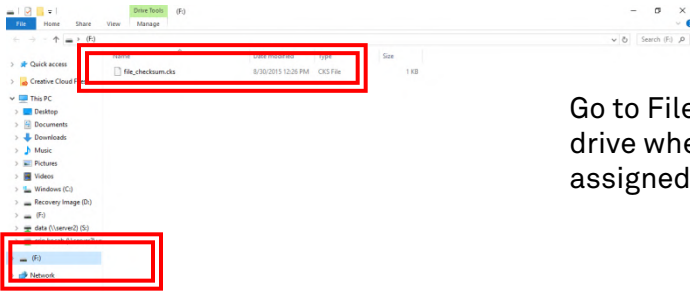 Drive Tools (F:)
File Home Share View Manage
(F:)
Search (F:)
Name Date modified Type Size
Quick access
file_checksum.cks 8/30/2015 12:26 PM CKS File 1 KB
Creative Cloud
This PC
Desktop
Documents
Downloads
Music
Pictures
Videos
Windows (C:)
Recovery Image (D:)
(F:)
data (\\server2) (S:)
(F:)
Network
Go to File
drive whe
assigned